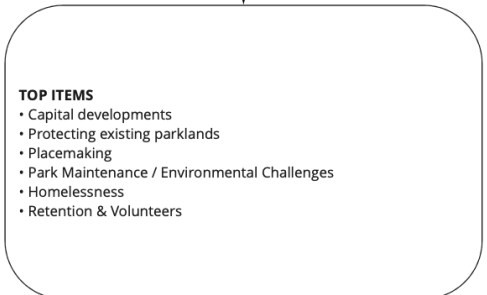 TOP ITEMS
• Capital developments
• Protecting existing parklands
• Placemaking
• Park Maintenance / Environmental Challenges
• Homelessness
• Retention & Volunteers